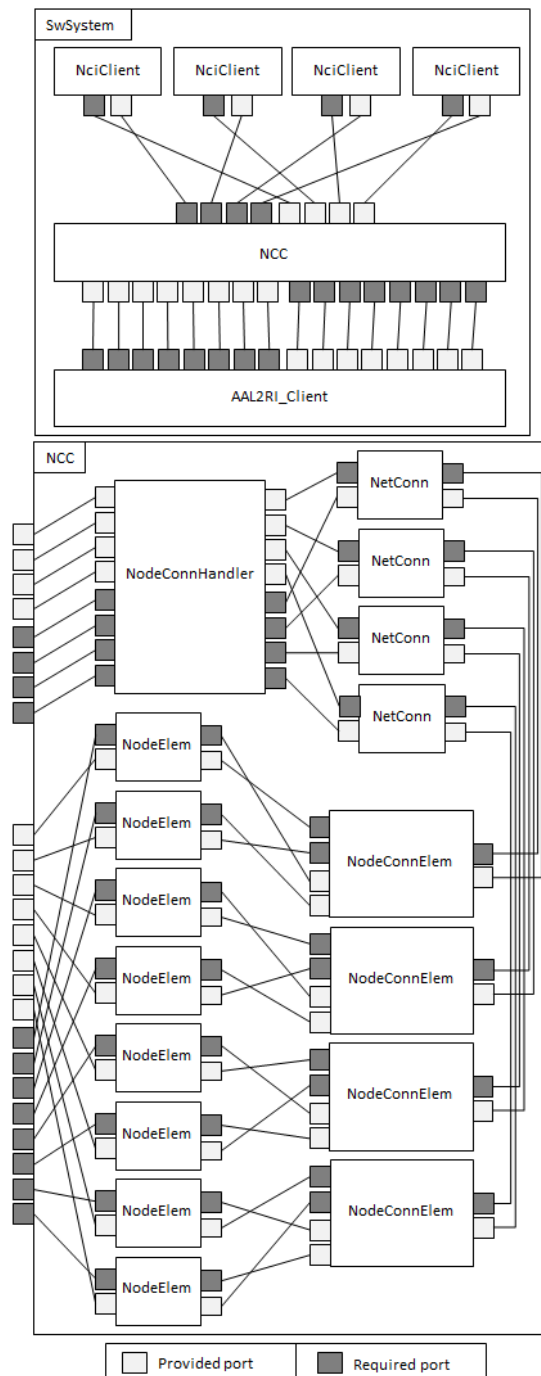 SwSystem
NciClient
NciClient
NciClient
NciClient
NCC
AAL2RI_Client
NCC
NodeConnHandler
NetConn
NetConn
NetConn
NetConn
NodeElem
NodeElem
NodeElem
NodeElem
NodeElem
NodeElem
NodeElem
NodeElem
NodeConnElem
NodeConnElem
NodeConnElem
NodeConnElem
Provided port
Required port